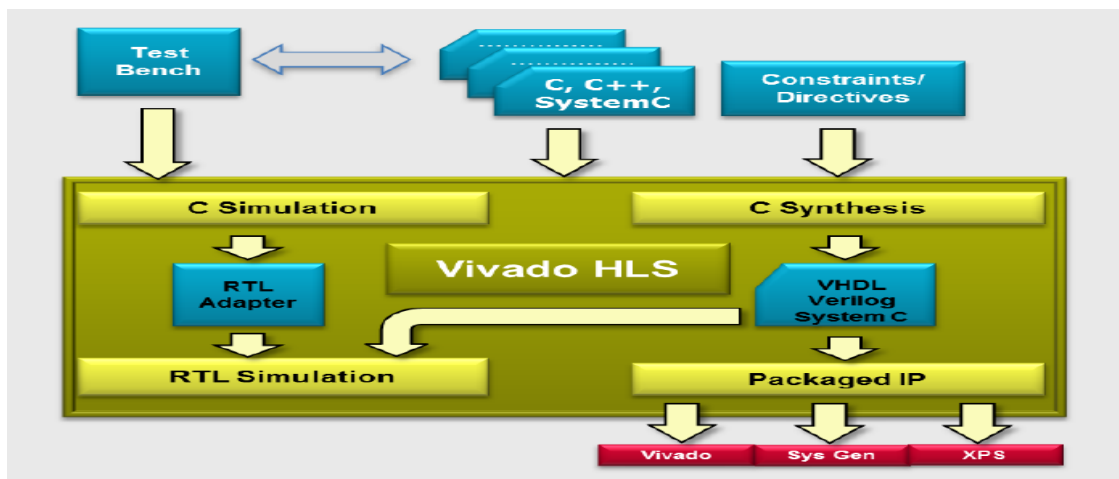 Test
Bench
C, C++,
SystemC
Constraints/
Directives
C Simulation
C Synthesis
Vivado HLS
RTL
Adapter
VHDL
Verilog
System C
RTL Simulation
Packaged IP
Vivado
Sys Gen
XPS